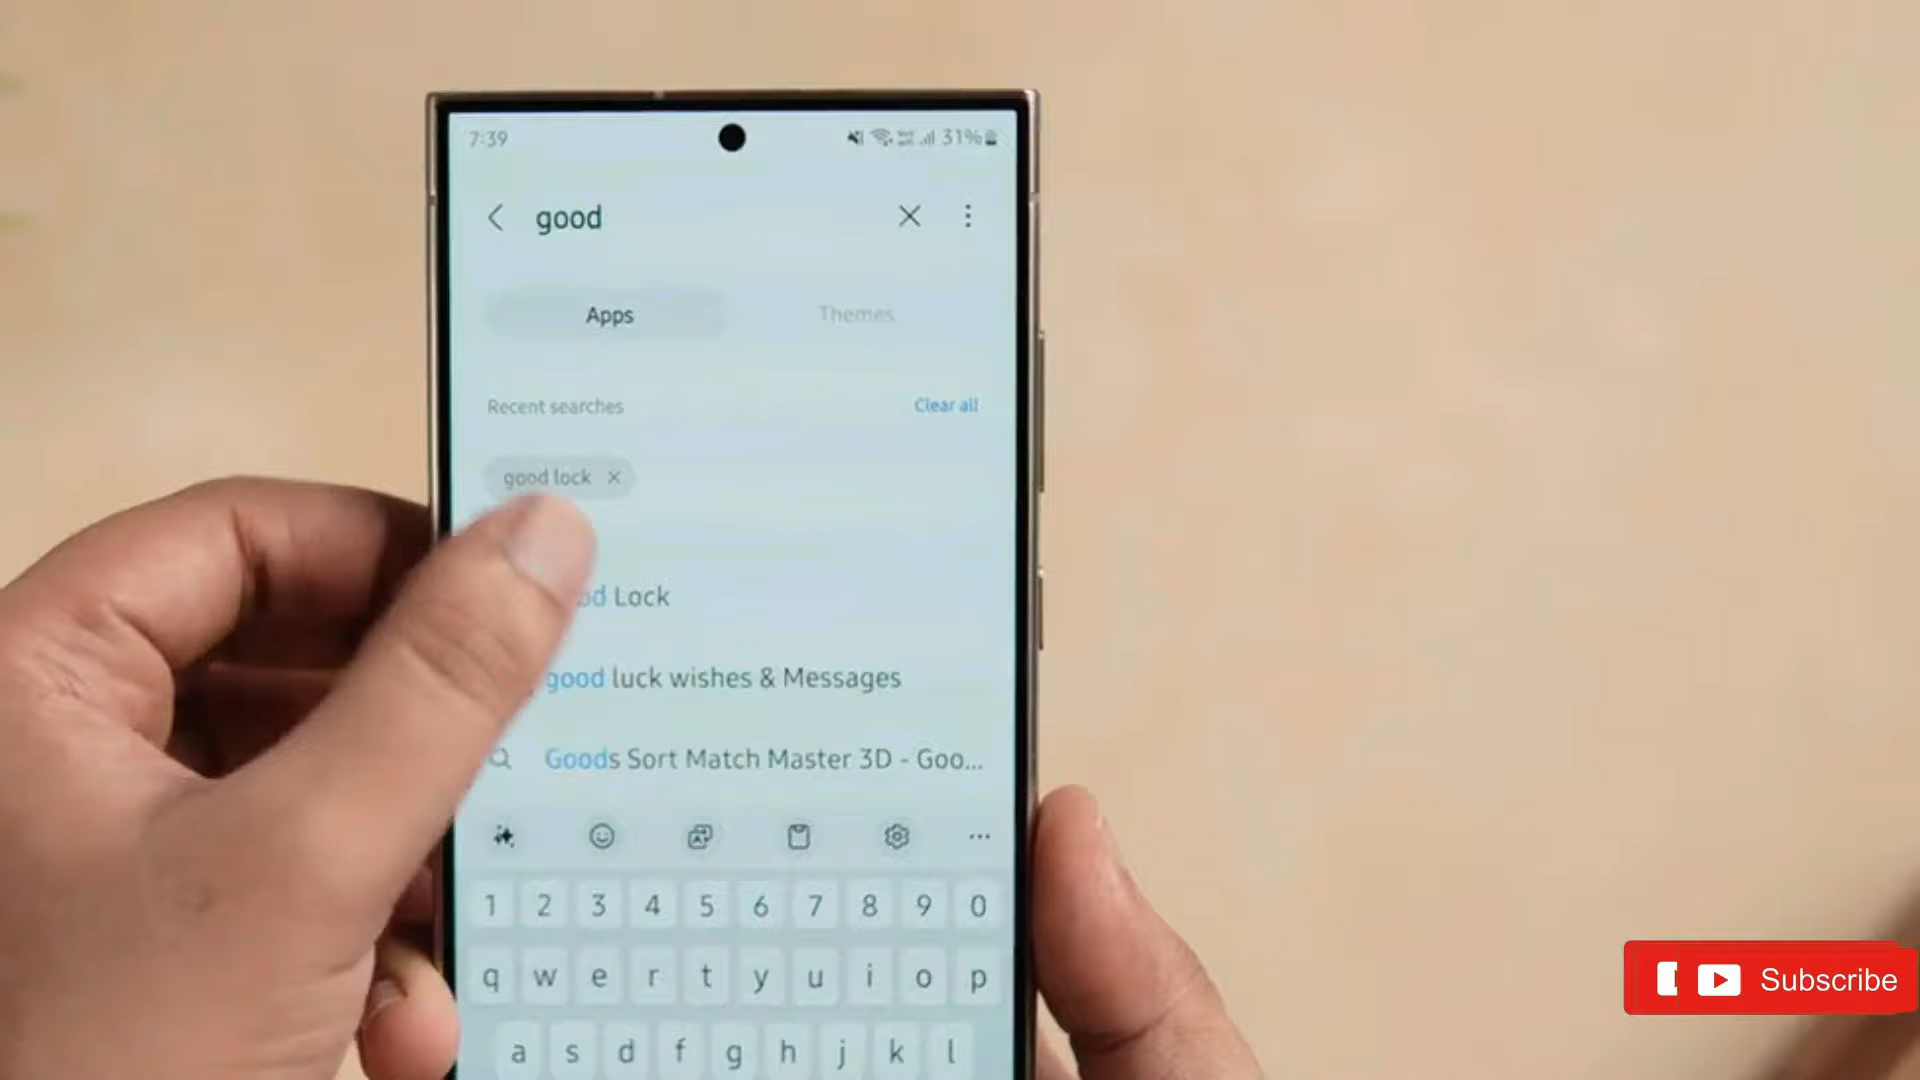 7:39
31%
good
Apps Themes
Recent searches Clear all
good lock
od Lock
good luck wishes & Messages
Goods Sort Match Master 3D - Goo...
1 2 3 4 5 6 7 8 9 0
q w e r t y u i o p
a s d f g h j k l
Subscribe